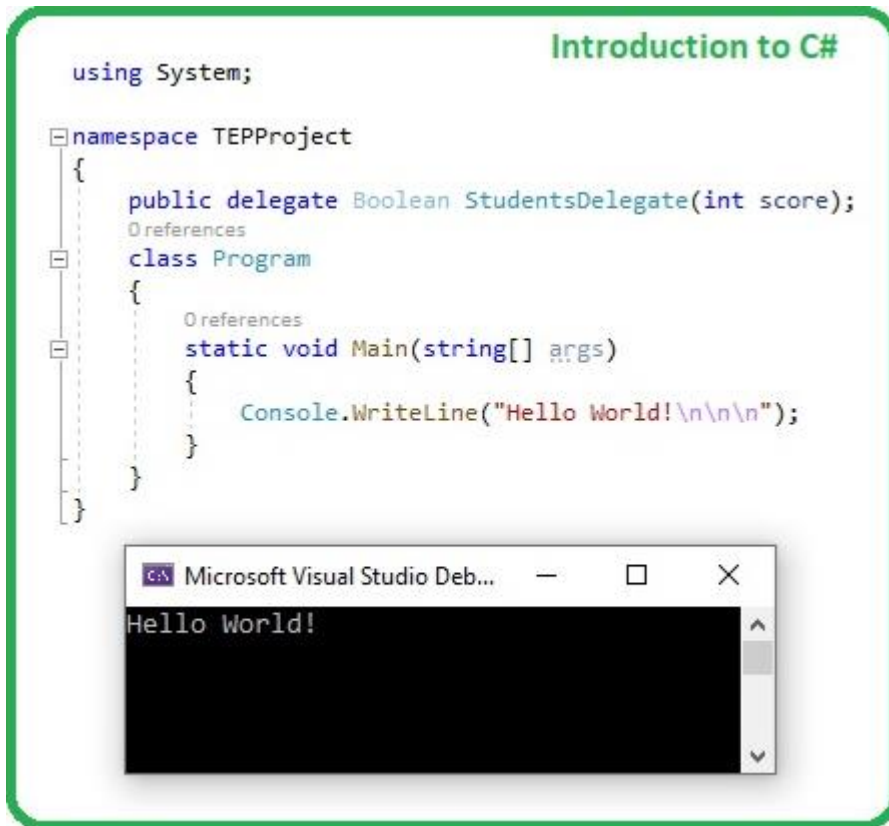 Introduction to C#
using System;
namespace TEPProject
{
public delegate Boolean StudentsDelegate(int score);
0 references
class Program
{
0 references
static void Main(string[] args)
{
Console.WriteLine("Hello World!\n\n\n");
}
}
}
C:\ Microsoft Visual Studio Deb...
Hello World!